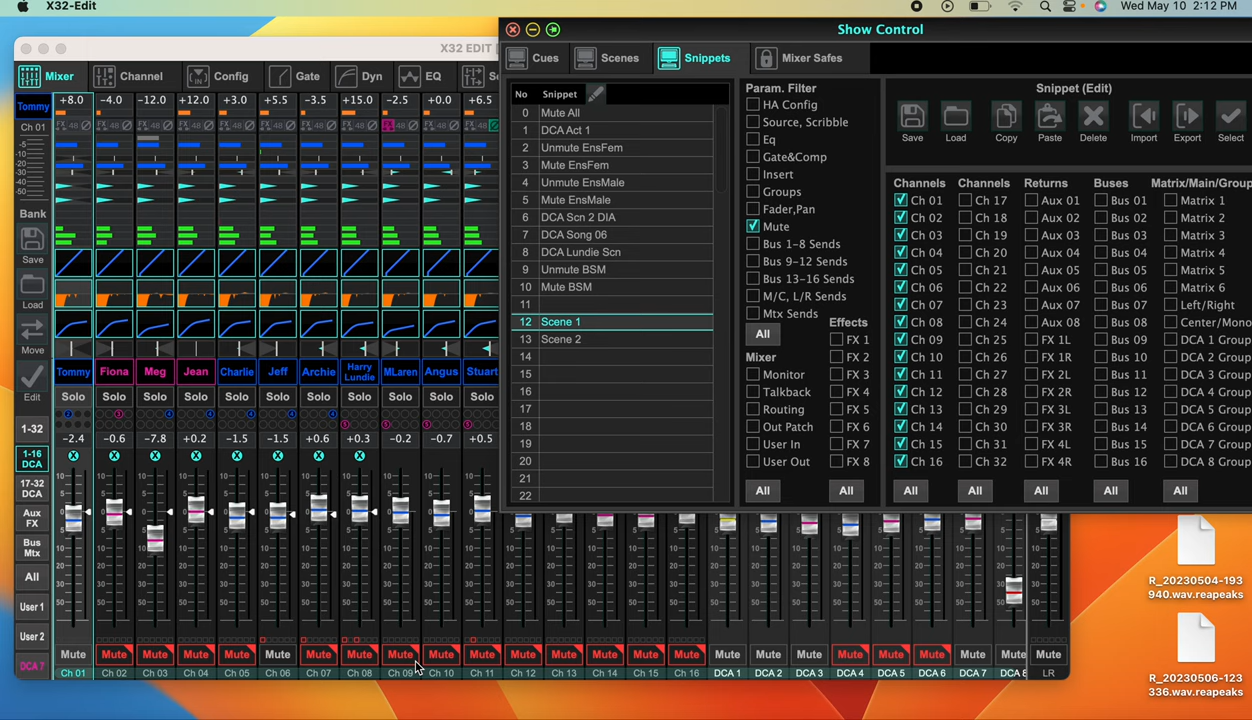 X32-Edit
Wed May 10 2:12 PM
X32 EDIT [
Show Control
Mixer
Channel
Config
Gate
Dyn
EQ
Cues
Scenes
Snippets
Mixer Safes
Tommy
Ch 01
+8.0 -4.0 -12.0 +12.0 +3.0 +5.5 -3.5 +15.0 -2.5 +0.0 +6.5
-5
-10
-15
-20
-30
-40
-50
Bank
Save
Load
Move
Edit
1-32
1-16 DCA
17-32 DCA
Aux FX
Bus Mtx
All
User 1
User 2
DCA 7
Tommy Fiona Meg Jean Charlie Jeff Archie Harry Lundie MLaren Angus Stuart
Solo Solo Solo Solo Solo Solo Solo Solo Solo Solo Solo
-2.4 -0.6 -7.8 +0.2 -1.5 -1.5 +0.6 +0.3 -0.2 -0.7 +0.5
Mute Mute Mute Mute Mute Mute Mute Mute Mute Mute Mute Mute Mute Mute Mute Mute Mute Mute Mute Mute Mute Mute Mute Mute Mute
Ch 01 Ch 02 Ch 03 Ch 04 Ch 05 Ch 06 Ch 07 Ch 08 Ch 09 Ch 10 Ch 11 Ch 12 Ch 13 Ch 14 Ch 15 Ch 16 DCA 1 DCA 2 DCA 3 DCA 4 DCA 5 DCA 6 DCA 7 DCA 8 LR
No Snippet
0 Mute All
1 DCA Act 1
2 Unmute EnsFem
3 Mute EnsFem
4 Unmute EnsMale
5 Mute EnsMale
6 DCA Scn 2 DIA
7 DCA Song 06
8 DCA Lundie Scn
9 Unmute BSM
10 Mute BSM
11
12 Scene 1
13 Scene 2
14
15
16
17
18
19
20
21
22
Param. Filter
HA Config
Source, Scribble
Eq
Gate&Comp
Insert
Groups
Fader,Pan
Mute
Bus 1-8 Sends
Bus 9-12 Sends
Bus 13-16 Sends
M/C, L/R Sends
Mtx Sends
All
Mixer
Monitor
Talkback
Routing
Out Patch
User In
User Out
All
Effects
FX 1
FX 2
FX 3
FX 4
FX 5
FX 6
FX 7
FX 8
All
Snippet (Edit)
Save Load Copy Paste Delete Import Export Select
Channels Channels Returns Buses Matrix/Main/Group
Ch 01 Ch 17 Aux 01 Bus 01 Matrix 1
Ch 02 Ch 18 Aux 02 Bus 02 Matrix 2
Ch 03 Ch 19 Aux 03 Bus 03 Matrix 3
Ch 04 Ch 20 Aux 04 Bus 04 Matrix 4
Ch 05 Ch 21 Aux 05 Bus 05 Matrix 5
Ch 06 Ch 22 Aux 06 Bus 06 Matrix 6
Ch 07 Ch 23 Aux 07 Bus 07 Left/Right
Ch 08 Ch 24 Aux 08 Bus 08 Center/Mono
Ch 09 Ch 25 FX 1L Bus 09 DCA 1 Group
Ch 10 Ch 26 FX 1R Bus 10 DCA 2 Group
Ch 11 Ch 27 FX 2L Bus 11 DCA 3 Group
Ch 12 Ch 28 FX 2R Bus 12 DCA 4 Group
Ch 13 Ch 29 FX 3L Bus 13 DCA 5 Group
Ch 14 Ch 30 FX 3R Bus 14 DCA 6 Group
Ch 15 Ch 31 FX 4L Bus 15 DCA 7 Group
Ch 16 Ch 32 FX 4R Bus 16 DCA 8 Group
All All All All All
R_20230504-193
940.wav.reapeaks
R_20230506-123
336.wav.reapeaks